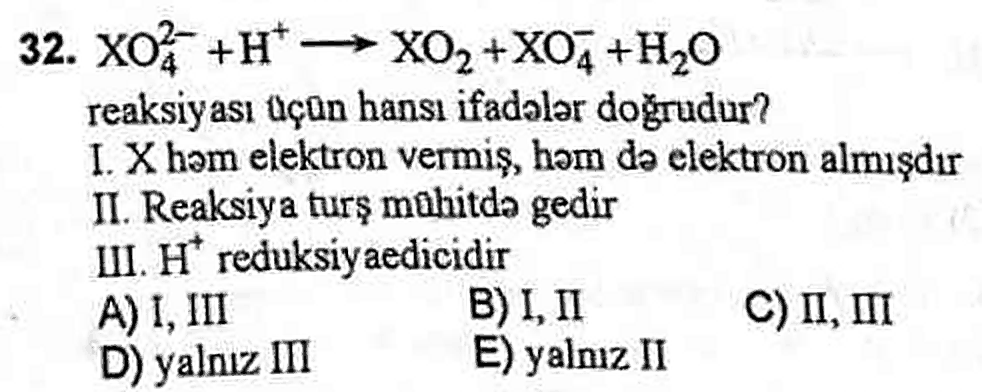 32. XO₄²⁻ + H⁺ ⟶ XO₂ + XO₄⁻ + H₂O
reaksiyası üçün hansı ifadələr doğrudur?
I. X həm elektron vermiş, həm də elektron almışdır
II. Reaksiya turş mühitdə gedir
III. H⁺ reduksiyaedicidir
A) I, III B) I, II C) II, III
D) yalnız III E) yalnız II